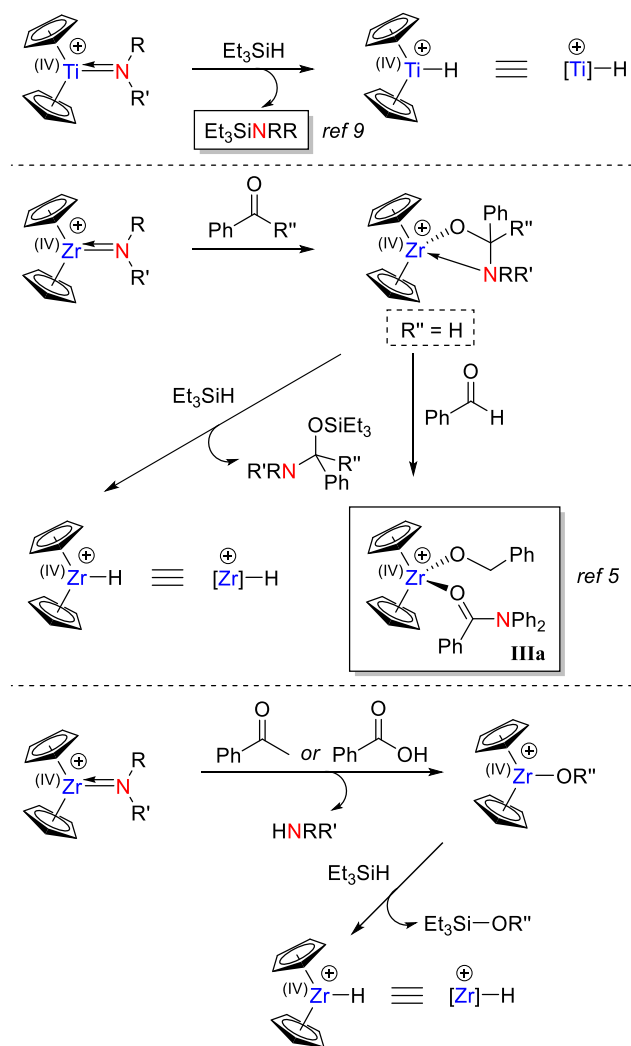 R
(IV) Ti N R'
Et3SiH
Et3SiNRR ref 9
(IV) Ti H ≡ [Ti]–H
R
(IV) Zr N R'
O
Ph R"
(IV) Zr O Ph R" NRR'
R" = H
Et3SiH
O
Ph H
OSiEt3
R'RN R"
Ph
(IV) Zr H ≡ [Zr]–H
(IV) Zr O Ph
O
NPh2
Ph
IIIa
ref 5
R
(IV) Zr N R'
O
Ph or
O
Ph OH
HNRR'
(IV) Zr OR"
Et3SiH
Et3Si–OR"
(IV) Zr H ≡ [Zr]–H